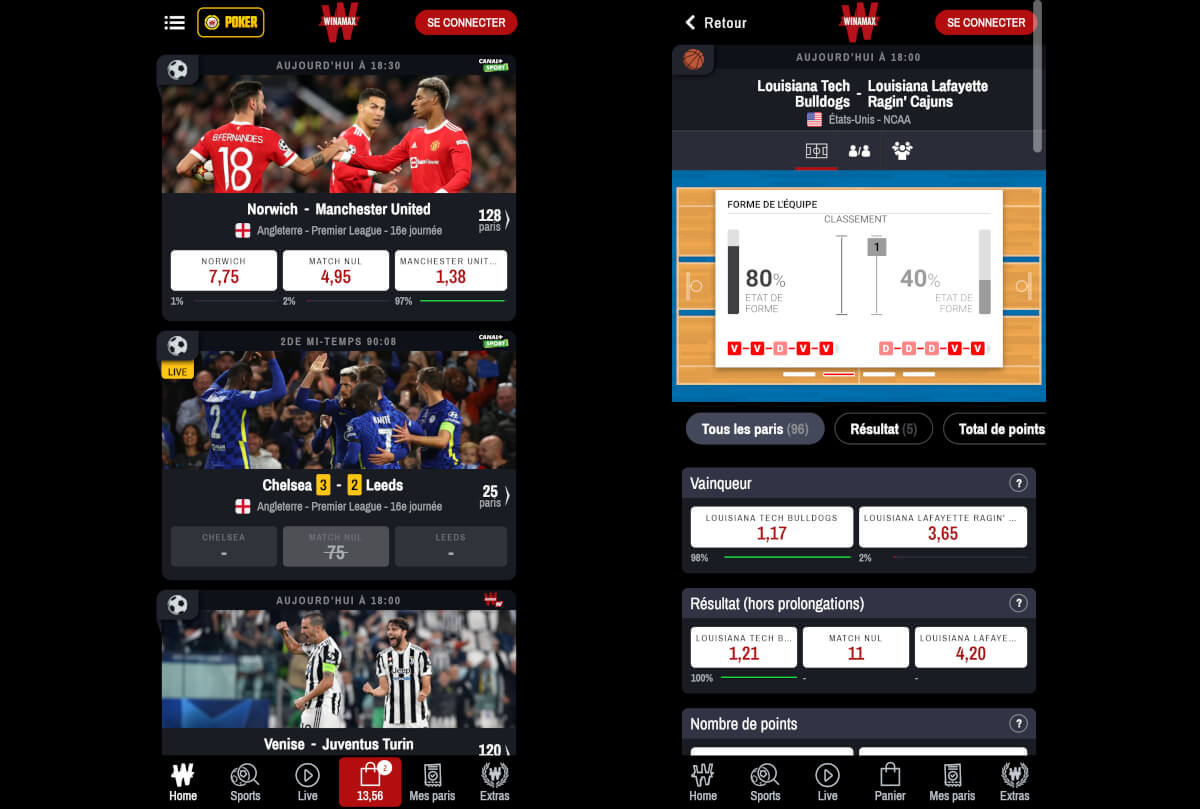 POKER
WINAMAX
SE CONNECTER
AUJOURD'HUI À 18:30
CANAL+
SPORT
B.FERNANDES
18
Norwich - Manchester United
128
paris
Angleterre - Premier League - 16e journée
NORWICH
7,75
MATCH NUL
4,95
MANCHESTER UNIT...
1,38
1%
2%
97%
2DE MI-TEMPS 90:08
CANAL+
SPORT
LIVE
2
KANTÉ
7
Chelsea 3 - 2 Leeds
25
paris
Angleterre - Premier League - 16e journée
CHELSEA
-
MATCH NUL
75
LEEDS
-
AUJOURD'HUI À 18:00
Jeep
Venise - Juventus Turin
120
Home
Sports
Live
2
13,56
Mes paris
Extras
Retour
WINAMAX
SE CONNECTER
AUJOURD'HUI À 18:00
Louisiana Tech
Bulldogs
-
Louisiana Lafayette
Ragin' Cajuns
États-Unis - NCAA
FORME DE L'ÉQUIPE
CLASSEMENT
1
80%
ETAT DE
FORME
40%
ETAT DE
FORME
V-V-D-V-V
D-D-D-V-V
Tous les paris (96)
Résultat (5)
Total de points
Vainqueur
?
LOUISIANA TECH BULLDOGS
1,17
LOUISIANA LAFAYETTE RAGIN' ...
3,65
98%
2%
Résultat (hors prolongations)
?
LOUISIANA TECH B...
1,21
MATCH NUL
11
LOUISIANA LAFAYE...
4,20
100%
-
-
Nombre de points
?
Home
Sports
Live
Panier
Mes paris
Extras